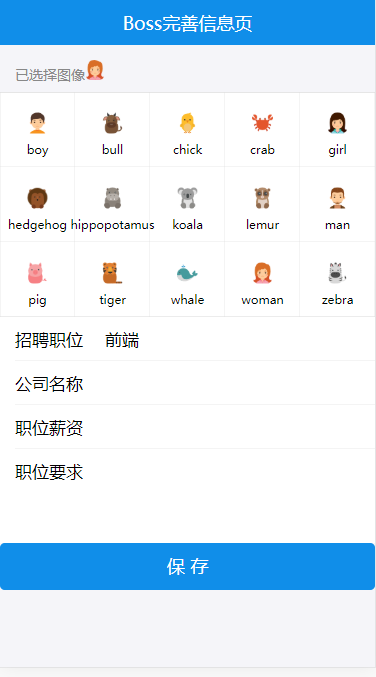 Boss完善信息页
已选择图像
boy bull chick crab girl
hedgehog hippopotamus koala lemur man
pig tiger whale woman zebra
招聘职位 前端
公司名称
职位薪资
职位要求
保 存